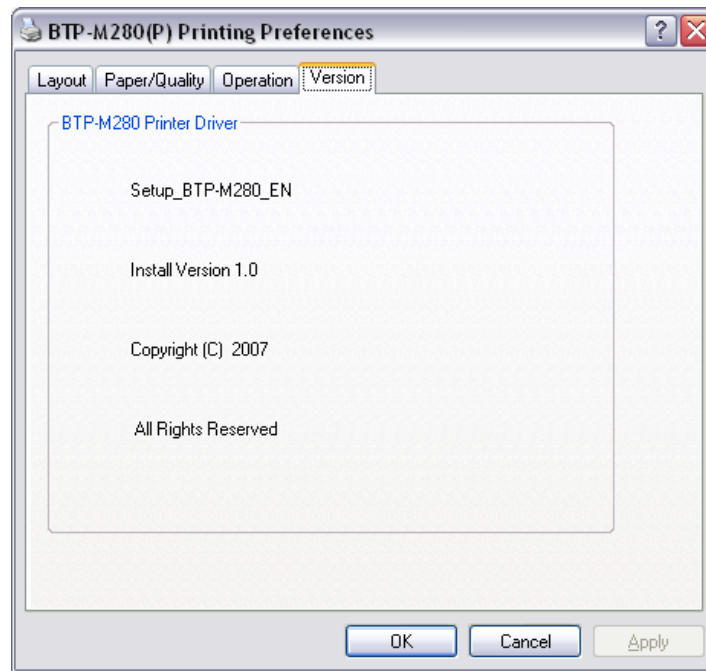 BTP-M280(P) Printing Preferences
Layout Paper/Quality Operation Version
BTP-M280 Printer Driver
Setup_BTP-M280_EN
Install Version 1.0
Copyright (C) 2007
All Rights Reserved
OK Cancel Apply